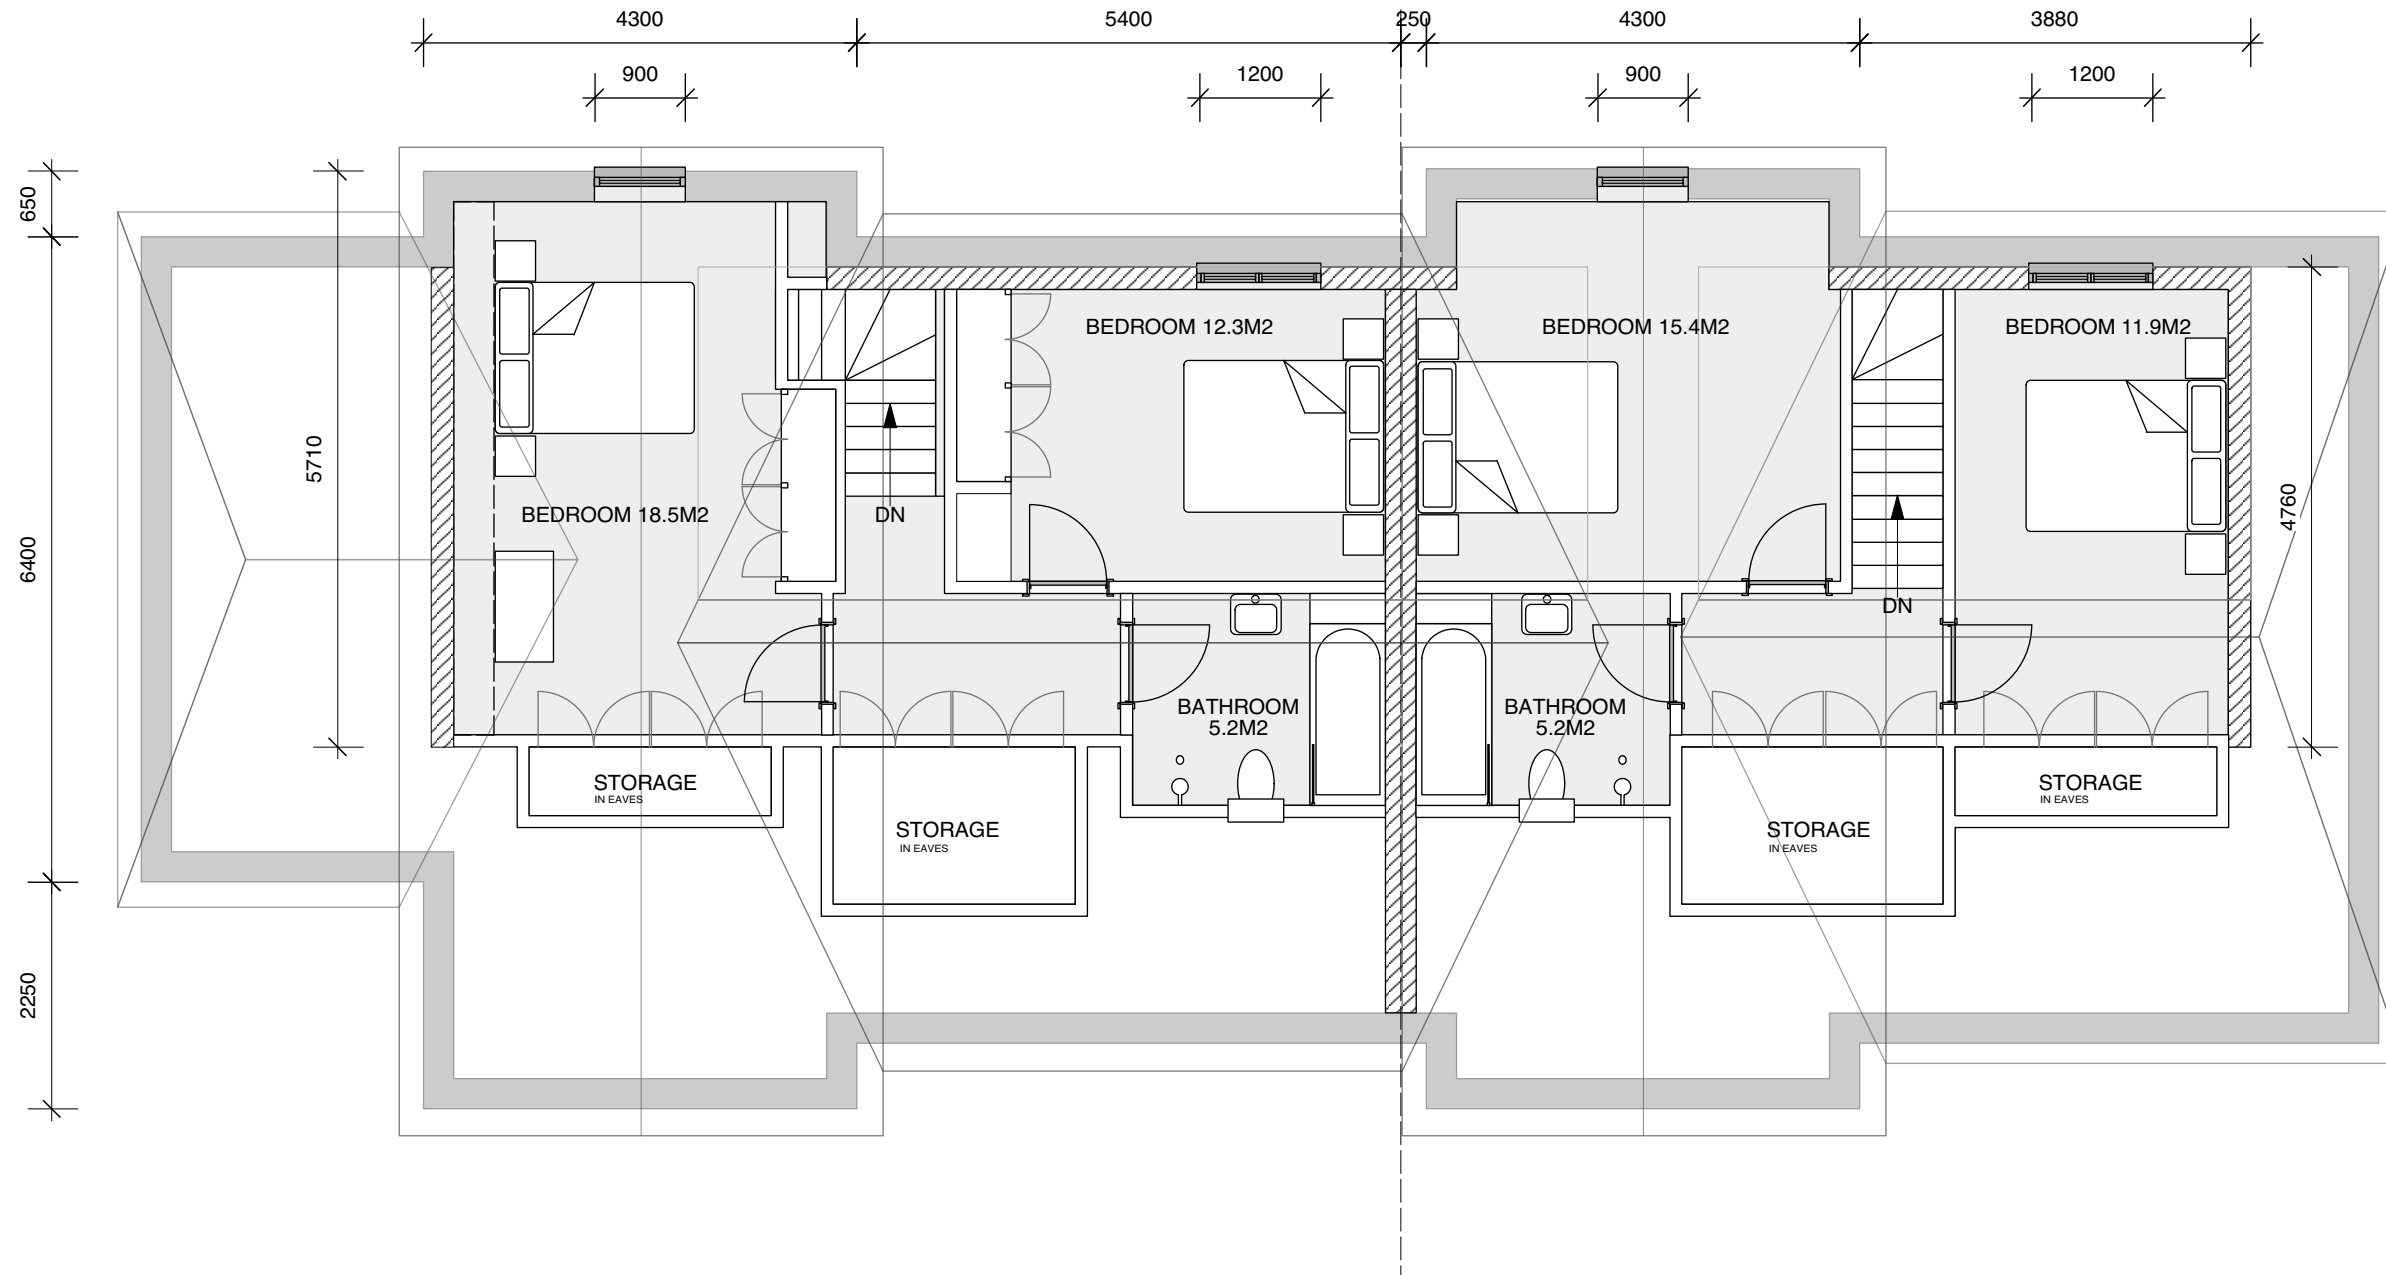 4300
5400
250
4300
3880
900
1200
900
1200
650
6400
2250
5710
4760
BEDROOM 12.3M2
BEDROOM 15.4M2
BEDROOM 11.9M2
BEDROOM 18.5M2
DN
DN
BATHROOM
5.2M2
BATHROOM
5.2M2
STORAGE
IN EAVES
STORAGE
IN EAVES
STORAGE
IN EAVES
STORAGE
IN EAVES